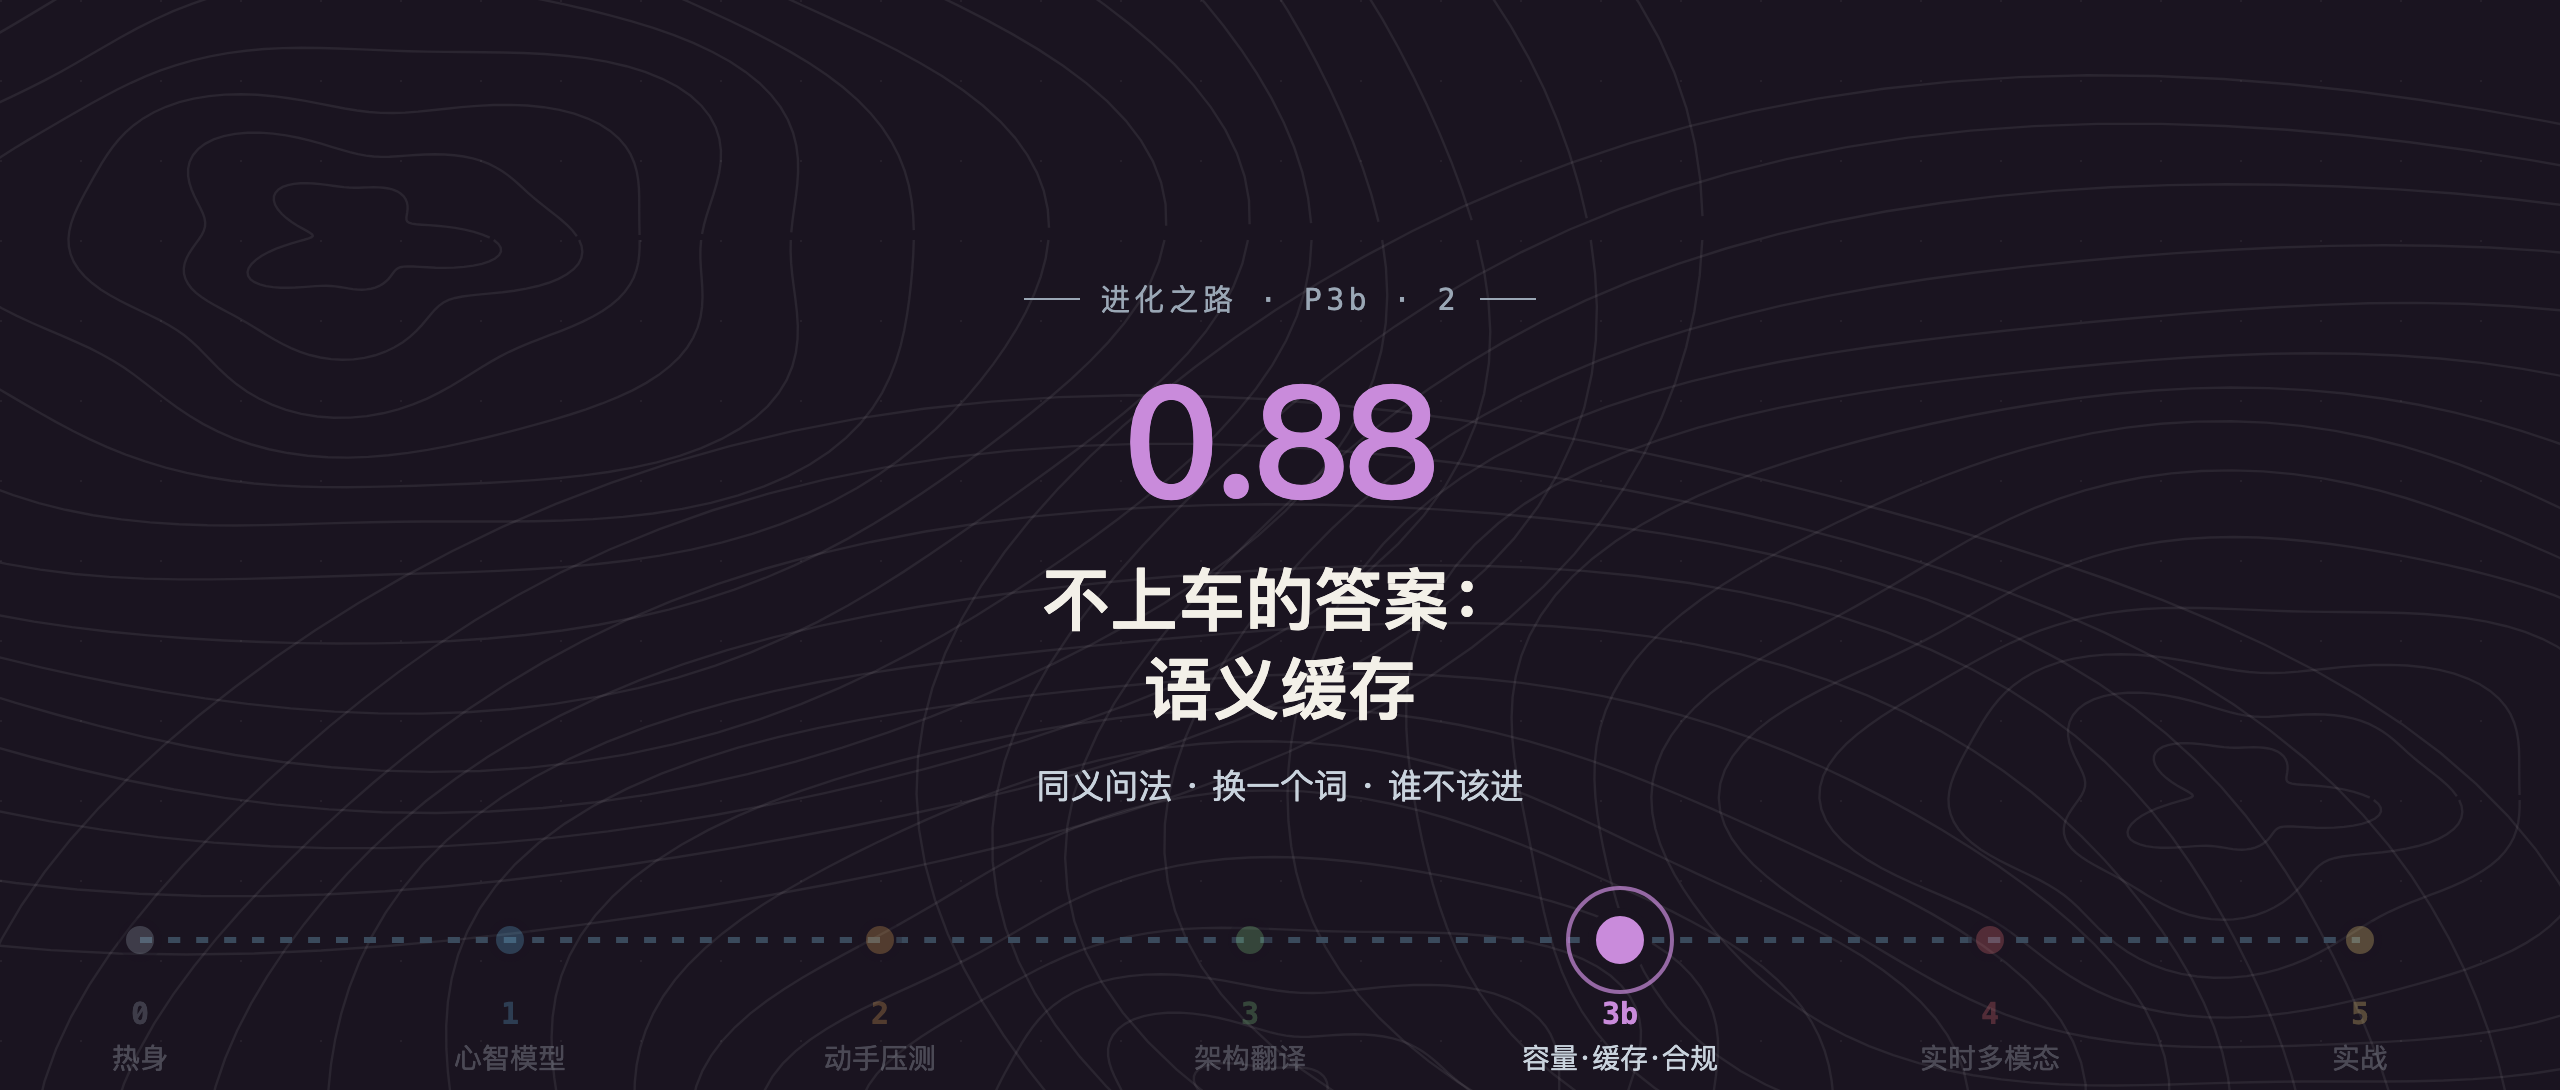 进化之路 · P3b · 2
0.88
不上车的答案：
语义缓存
同义问法 · 换一个词 · 谁不该进
0 1 2 3 3b 4 5
热身 心智模型 动手压测 架构翻译 容量·缓存·合规 实时多模态 实战